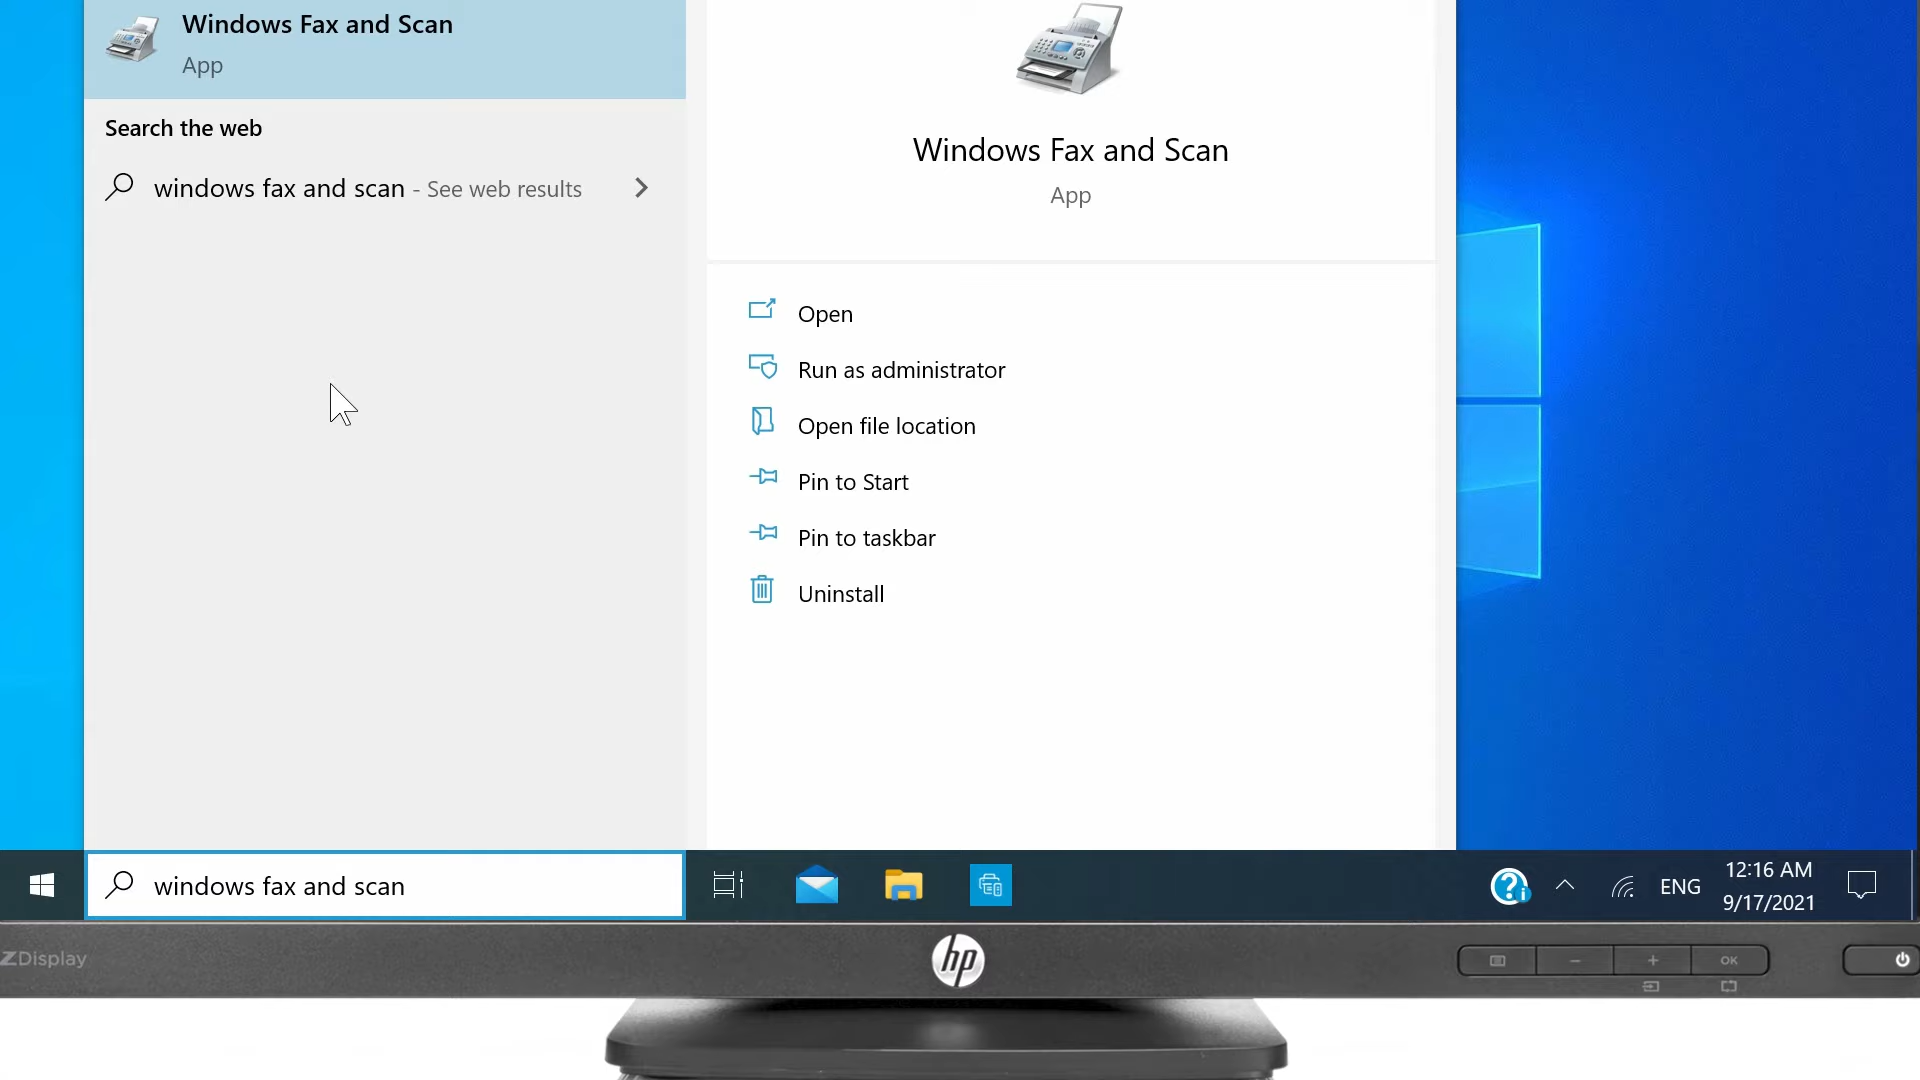 Windows Fax and Scan
App
Search the web
windows fax and scan - See web results
Windows Fax and Scan
App
Open
Run as administrator
Open file location
Pin to Start
Pin to taskbar
Uninstall
windows fax and scan
ENG
12:16 AM
9/17/2021
ZDisplay
hp
OK